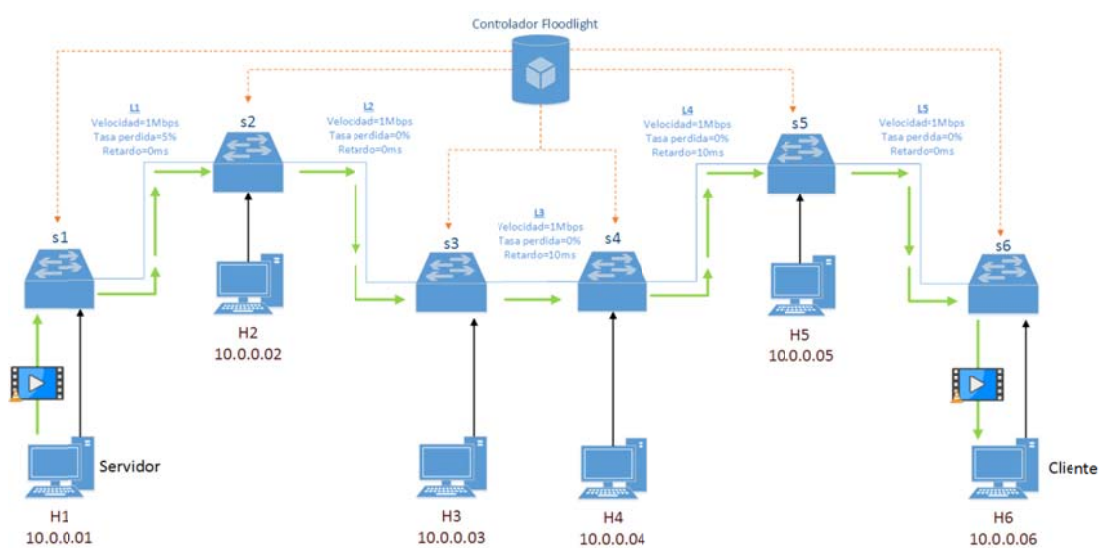 Controlador Floodlight
L1
Velocidad=1Mbps
Tasa perdida=5%
Retardo=0ms
s2
L2
Velocidad=1Mbps
Tasa perdida=0%
Retardo=0ms
L4
Velocidad=1Mbps
Tasa perdida=0%
Retardo=10ms
s5
L5
Velocidad=1Mbps
Tasa perdida=0%
Retardo=0ms
s1
L3
Velocidad=1Mbps
Tasa perdida=0%
Retardo=10ms
s3
s4
s6
H2
10.0.0.02
H5
10.0.0.05
Servidor
Cliente
H1
10.0.0.01
H3
10.0.0.03
H4
10.0.0.04
H6
10.0.0.06